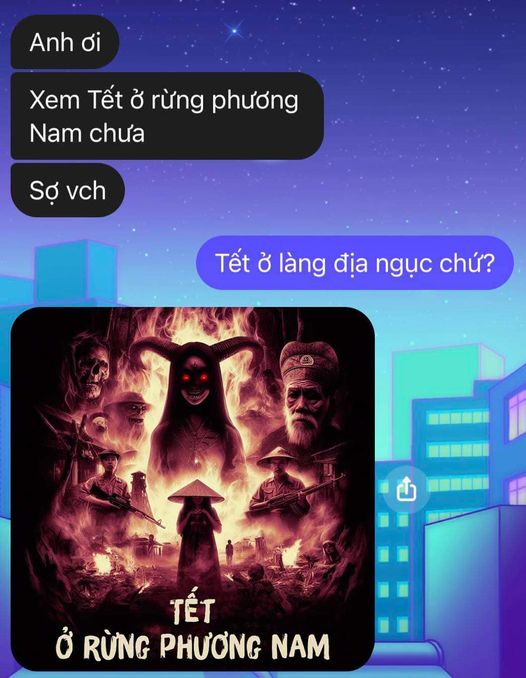 Anh ơi
Xem Tết ở rừng phương
Nam chưa
Sợ vch
Tết ở làng địa ngục chứ?
TẾT
Ở RỪNG PHƯƠNG NAM